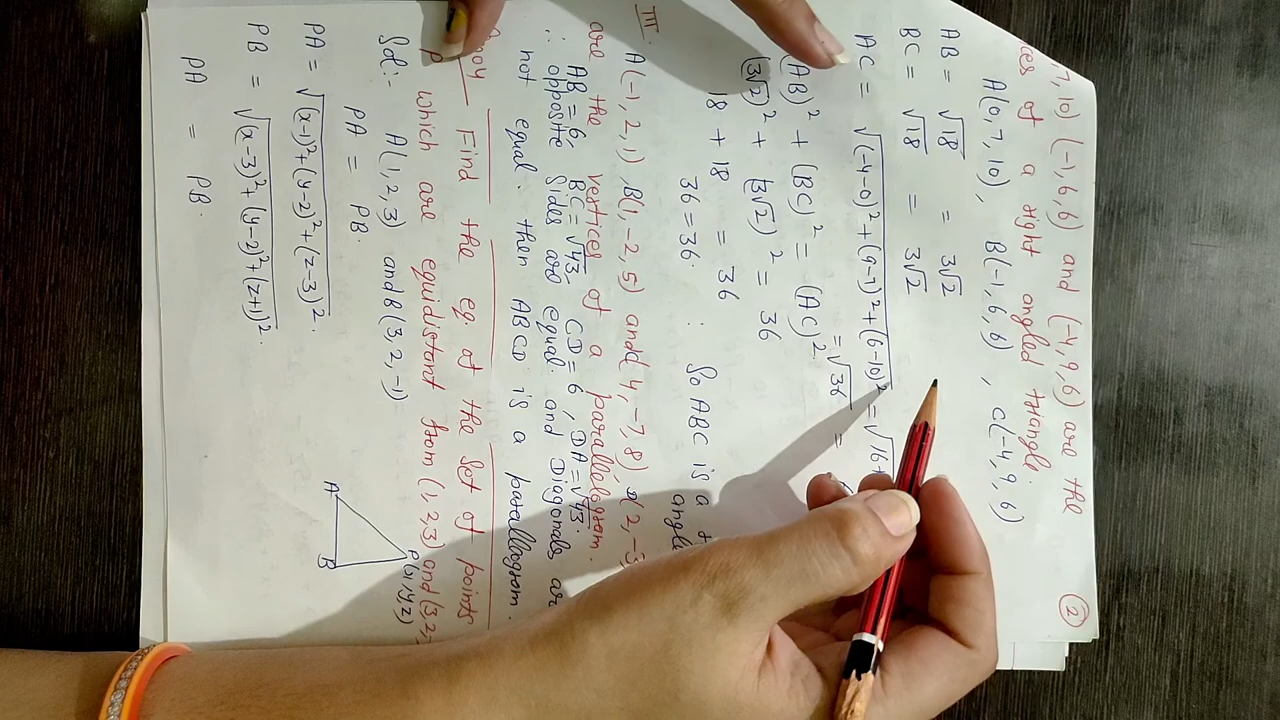 ②
7, 10) (-1, 6, 6) and (-4, 9, 6) are the
ces of a right angled triangle
A(0, 7, 10), B(-1, 6, 6), C(-4, 9, 6)
AB = √18 = 3√2
BC = √18 = 3√2
AC = √(-4-0)²+(9-7)²+(6-10)² = √16+
= √36 =
(AB)² + (BC)² = (AC)².
(3√2)² + (3√2)² = 36
18 + 18 = 36
36 = 36. : So ABC is a
angle
III. A(-1, 2, 1) B(1, -2, 5) and (4, -7, 8) D(2, -3,
are the vertices of a parallelogram.
AB = 6, BC = √43, CD = 6, DA = √43.
∴ opposite sides are equal and Diagonals are
not equal. then ABCD is a parallogram.
Find the eq. of the set of points
P which are equidistant from (1, 2, 3) and (3, 2,
Sol:- A(1, 2, 3) and B(3, 2, -1)
PA = PB.
A B P(x, y, z)
PA = √(x-1)²+(y-2)²+(z-3)².
PB = √(x-3)²+(y-2)²+(z+1)².
PA = PB.